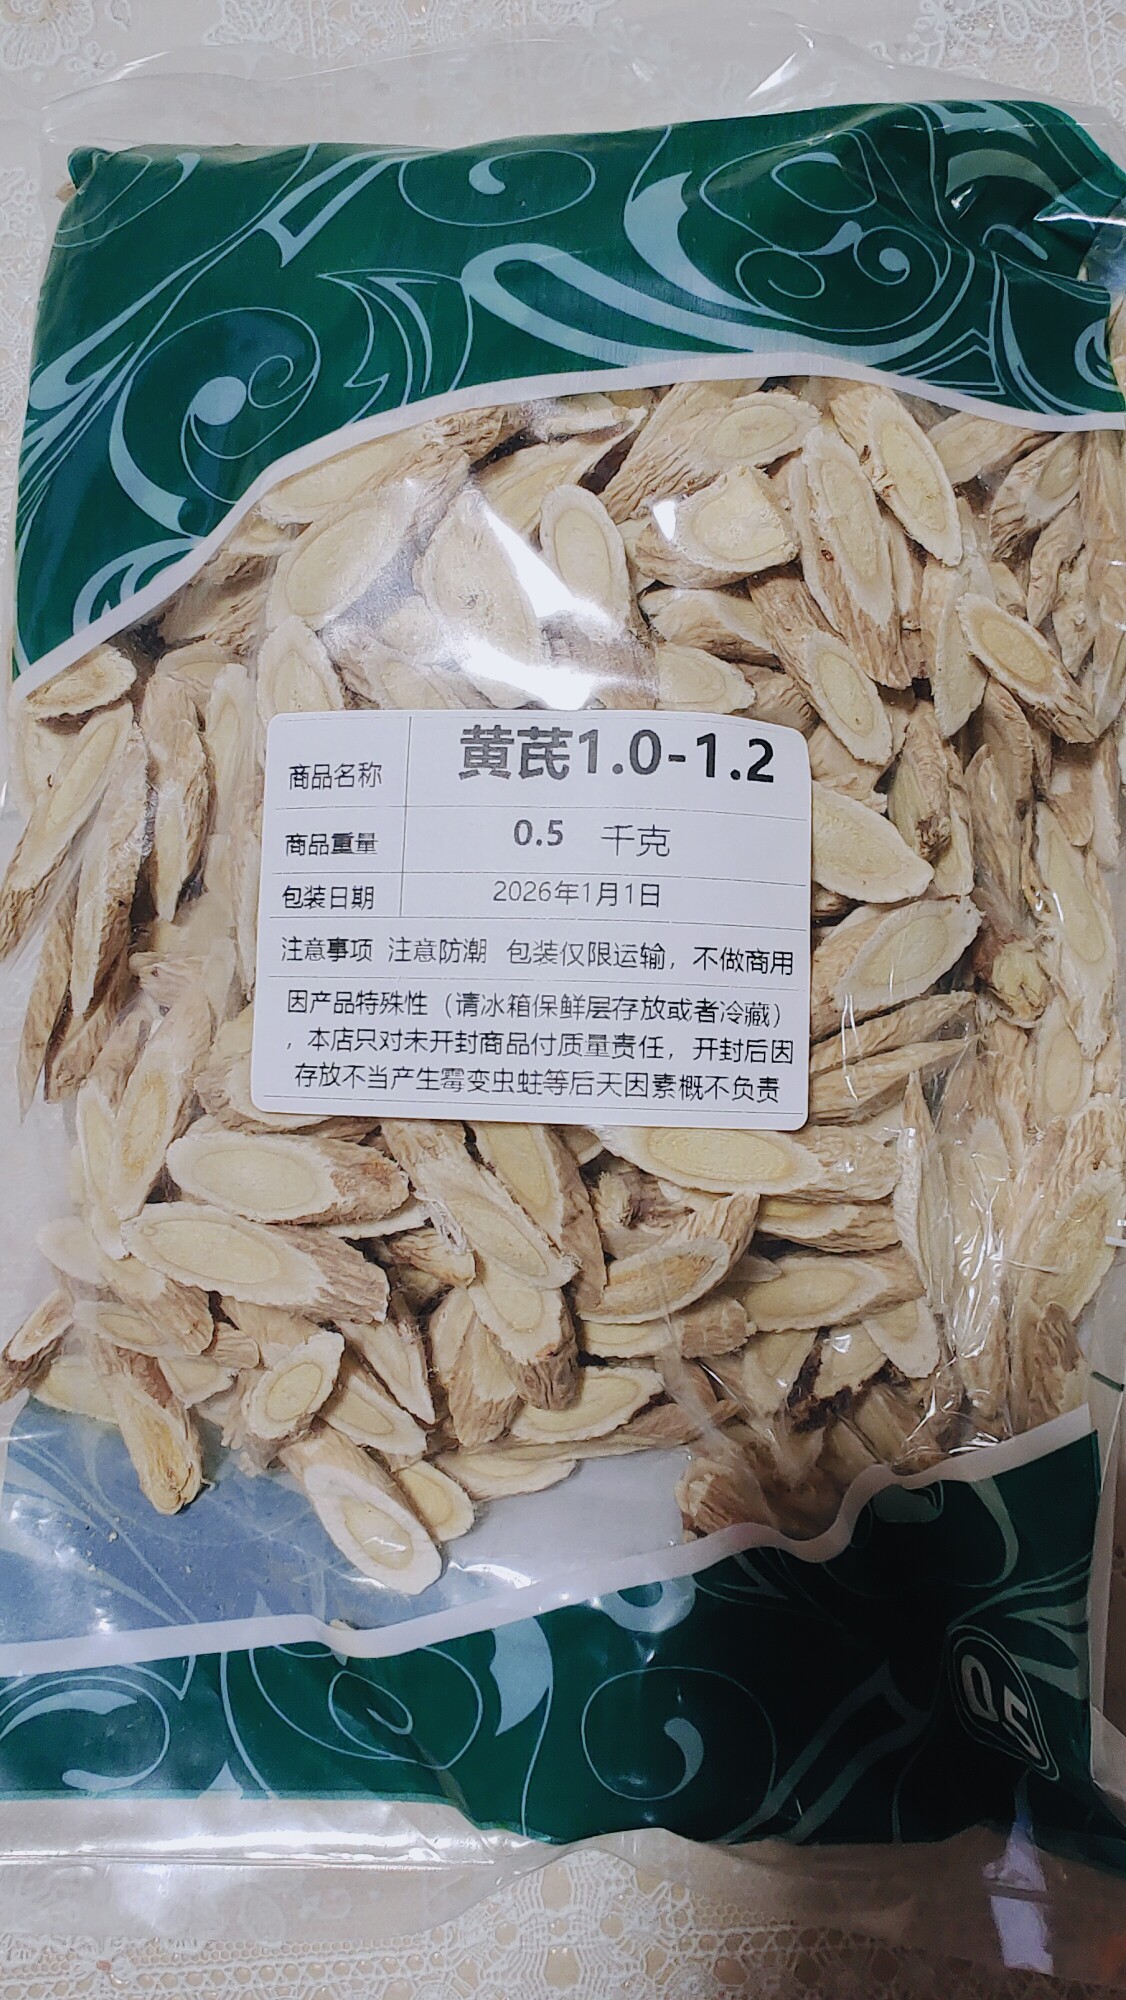 商品名称 黄芪1.0-1.2
商品重量 0.5 千克
包装日期 2026年1月1日
注意事项 注意防潮 包装仅限运输，不做商用
因产品特殊性（请冰箱保鲜层存放或者冷藏）
，本店只对未开封商品付质量责任，开封后因
存放不当产生霉变虫蛀等后天因素概不负责
05